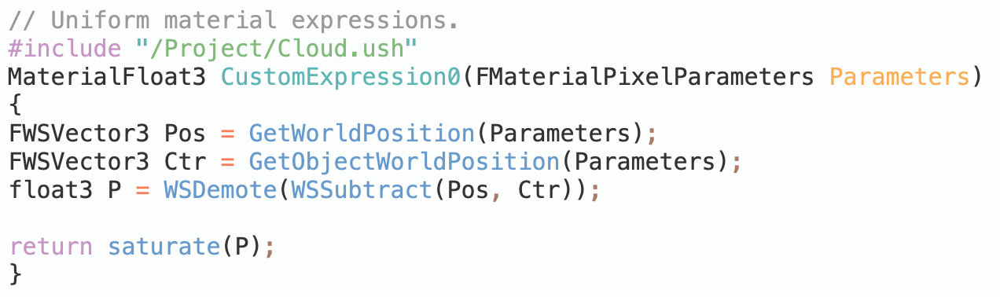 // Uniform material expressions.
#include "/Project/Cloud.ush"
MaterialFloat3 CustomExpression0(FMaterialPixelParameters Parameters)
{
FWSVector3 Pos = GetWorldPosition(Parameters);
FWSVector3 Ctr = GetObjectWorldPosition(Parameters);
float3 P = WSDemote(WSSubtract(Pos, Ctr));

return saturate(P);
}